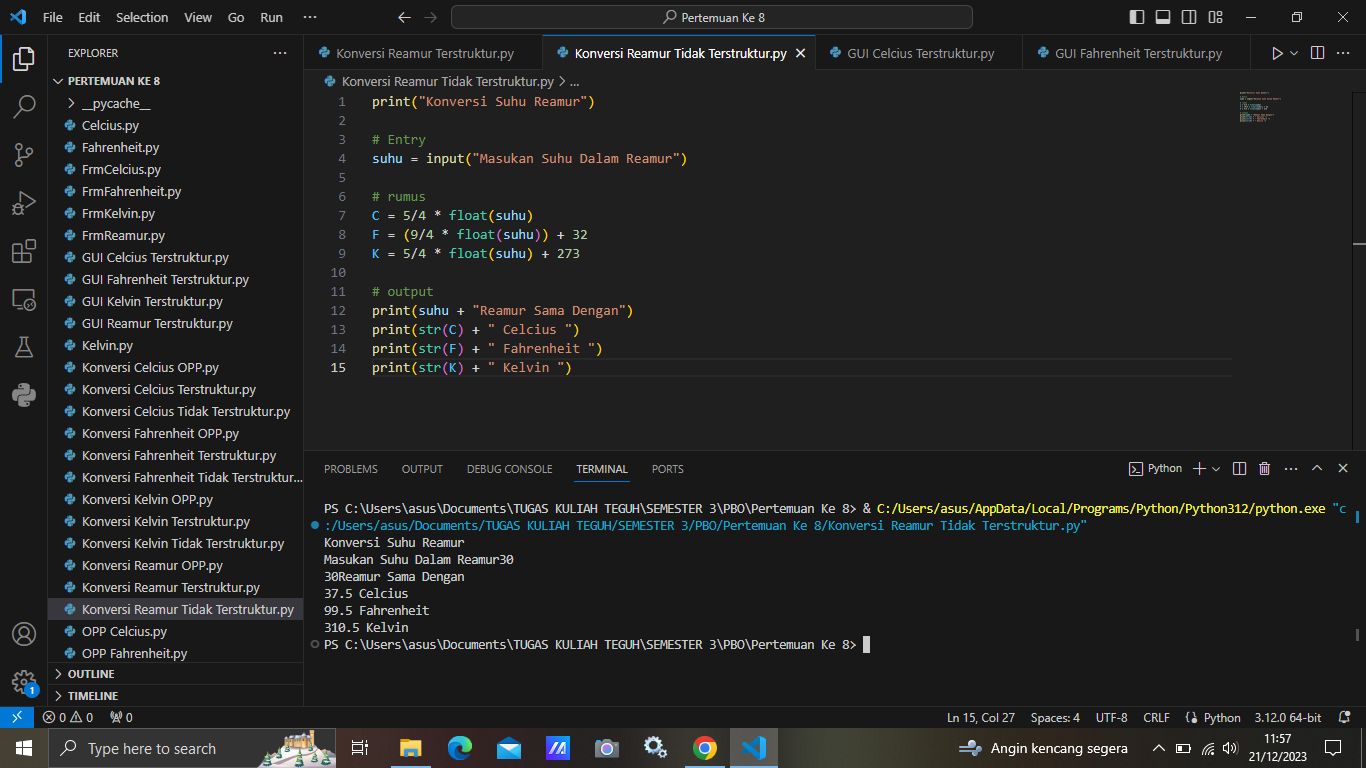 File Edit Selection View Go Run ···
Pertemuan Ke 8
EXPLORER ···
PERTEMUAN KE 8
__pycache__
Celcius.py
Fahrenheit.py
FrmCelcius.py
FrmFahrenheit.py
FrmKelvin.py
FrmReamur.py
GUI Celcius Terstruktur.py
GUI Fahrenheit Terstruktur.py
GUI Kelvin Terstruktur.py
GUI Reamur Terstruktur.py
Kelvin.py
Konversi Celcius OPP.py
Konversi Celcius Terstruktur.py
Konversi Celcius Tidak Terstruktur.py
Konversi Fahrenheit OPP.py
Konversi Fahrenheit Terstruktur.py
Konversi Fahrenheit Tidak Terstruktur...
Konversi Kelvin OPP.py
Konversi Kelvin Terstruktur.py
Konversi Kelvin Tidak Terstruktur.py
Konversi Reamur OPP.py
Konversi Reamur Terstruktur.py
Konversi Reamur Tidak Terstruktur.py
OPP Celcius.py
OPP Fahrenheit.py
OUTLINE
TIMELINE
Konversi Reamur Terstruktur.py Konversi Reamur Tidak Terstruktur.py GUI Celcius Terstruktur.py GUI Fahrenheit Terstruktur.py
Konversi Reamur Tidak Terstruktur.py > ...
1 print("Konversi Suhu Reamur")
2
3 # Entry
4 suhu = input("Masukan Suhu Dalam Reamur")
5
6 # rumus
7 C = 5/4 * float(suhu)
8 F = (9/4 * float(suhu)) + 32
9 K = 5/4 * float(suhu) + 273
10
11 # output
12 print(suhu + "Reamur Sama Dengan")
13 print(str(C) + " Celcius ")
14 print(str(F) + " Fahrenheit ")
15 print(str(K) + " Kelvin ")
PROBLEMS OUTPUT DEBUG CONSOLE TERMINAL PORTS Python
PS C:\Users\asus\Documents\TUGAS KULIAH TEGUH\SEMESTER 3\PBO\Pertemuan Ke 8> & C:/Users/asus/AppData/Local/Programs/Python/Python312/python.exe "c
:/Users/asus/Documents/TUGAS KULIAH TEGUH/SEMESTER 3/PBO/Pertemuan Ke 8/Konversi Reamur Tidak Terstruktur.py"
Konversi Suhu Reamur
Masukan Suhu Dalam Reamur30
30Reamur Sama Dengan
37.5 Celcius
99.5 Fahrenheit
310.5 Kelvin
PS C:\Users\asus\Documents\TUGAS KULIAH TEGUH\SEMESTER 3\PBO\Pertemuan Ke 8>
1
0 0 0 Ln 15, Col 27 Spaces: 4 UTF-8 CRLF Python 3.12.0 64-bit
Type here to search Angin kencang segera 11:57
21/12/2023